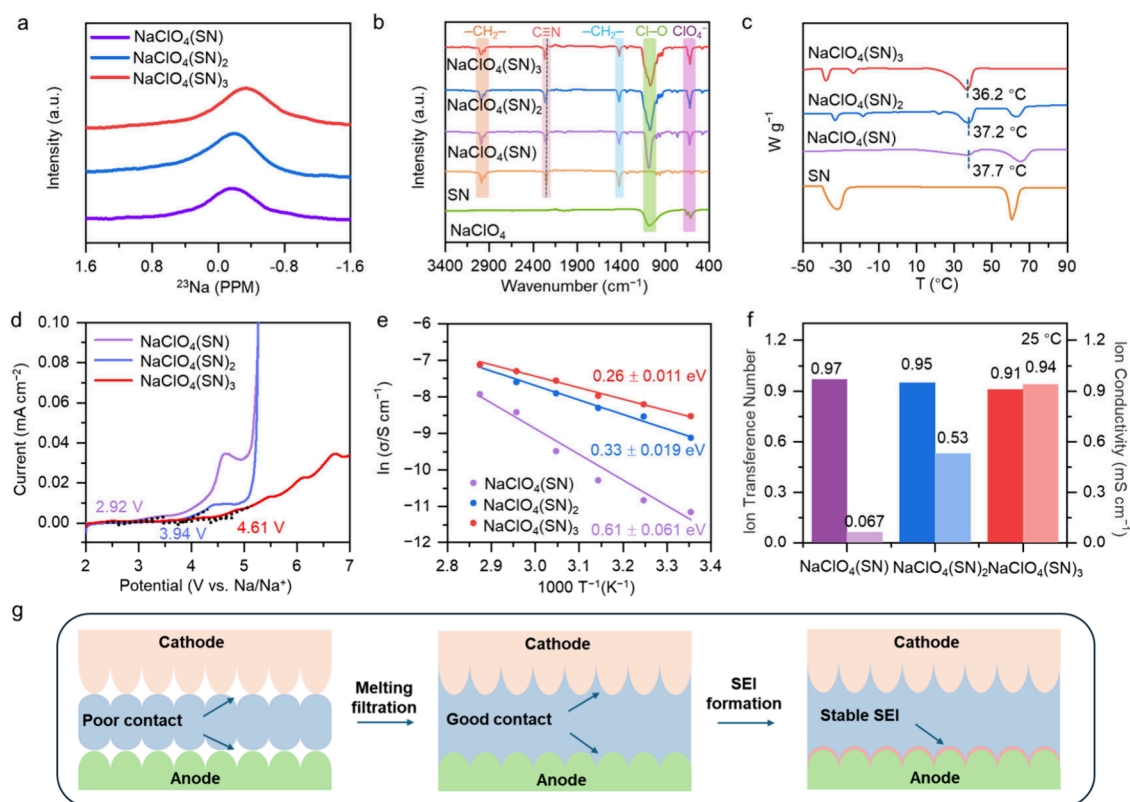 a
NaClO₄(SN)
NaClO₄(SN)₂
NaClO₄(SN)₃
Intensity (a.u.)
1.6 0.8 0.0 -0.8 -1.6
²³Na (PPM)
b
–CH₂– C≡N –CH₂– Cl–O ClO₄⁻
NaClO₄(SN)₃
NaClO₄(SN)₂
NaClO₄(SN)
SN
NaClO₄
Intensity (a.u.)
3400 2900 2400 1900 1400 900 400
Wavenumber (cm⁻¹)
c
NaClO₄(SN)₃
36.2 °C
NaClO₄(SN)₂
37.2 °C
NaClO₄(SN)
37.7 °C
SN
W g⁻¹
-50 -30 -10 10 30 50 70 90
T (°C)
d
NaClO₄(SN)
NaClO₄(SN)₂
NaClO₄(SN)₃
0.10
0.08
0.06
0.04
0.02
0.00
Current (mA cm⁻²)
2.92 V
3.94 V
4.61 V
2 3 4 5 6 7
Potential (V vs. Na/Na⁺)
e
−6
−7
−8
−9
−10
−11
−12
ln (σ/S cm⁻¹)
0.26 ± 0.011 eV
0.33 ± 0.019 eV
0.61 ± 0.061 eV
NaClO₄(SN)
NaClO₄(SN)₂
NaClO₄(SN)₃
2.8 2.9 3.0 3.1 3.2 3.3 3.4
1000 T⁻¹(K⁻¹)
f
25 °C
1.2
0.9
0.6
0.3
0.0
Ion Transference Number
0.97
0.067
0.95
0.53
0.91
0.94
1.2
0.9
0.6
0.3
0.0
Ion Conductivity (mS cm⁻¹)
NaClO₄(SN) NaClO₄(SN)₂NaClO₄(SN)₃
g
Cathode
Poor contact
Anode
Melting
filtration
Cathode
Good contact
Anode
SEI
formation
Cathode
Stable SEI
Anode